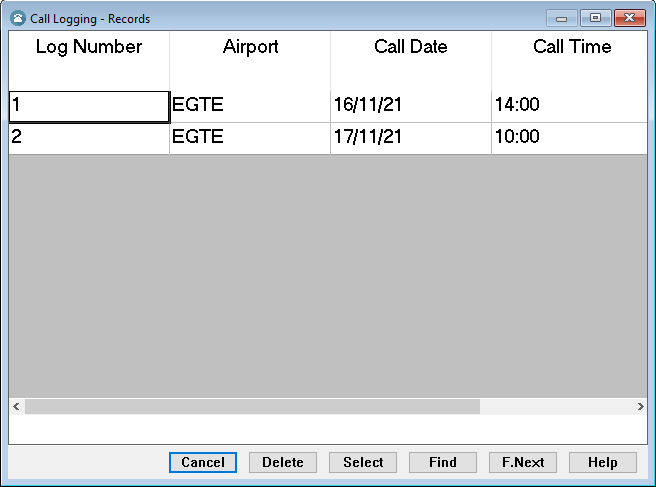 Call Logging - Records
Log Number Airport Call Date Call Time
1 EGTE 16/11/21 14:00
2 EGTE 17/11/21 10:00
Cancel Delete Select Find F.Next Help